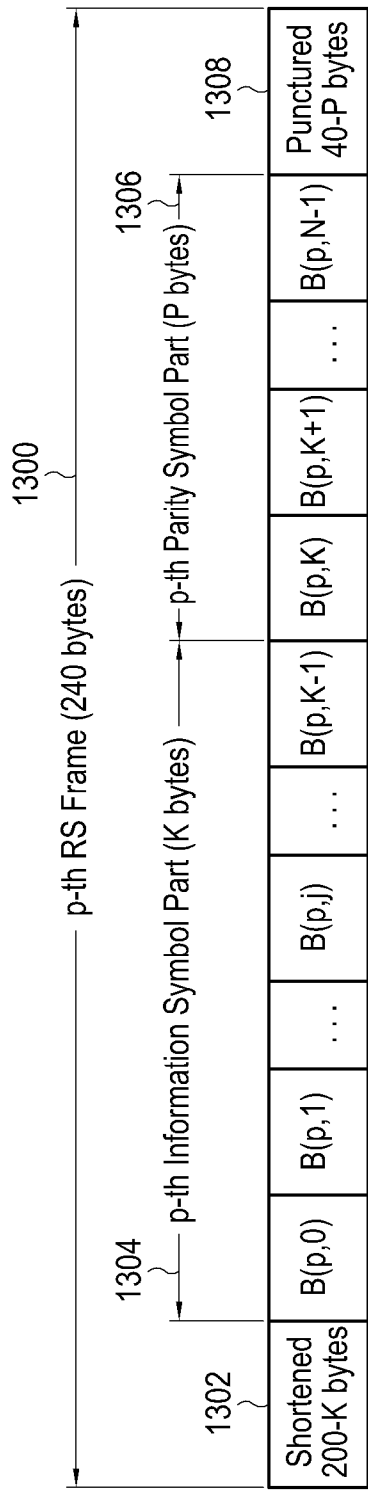 1300
p-th RS Frame (240 bytes)
1304
p-th Information Symbol Part (K bytes)
p-th Parity Symbol Part (P bytes)
1306
1302
1308
Shortened
200-K bytes
B(p,0)
B(p,1)
. . .
B(p,j)
. . .
B(p,K-1)
B(p,K)
B(p,K+1)
. . .
B(p,N-1)
Punctured
40-P bytes